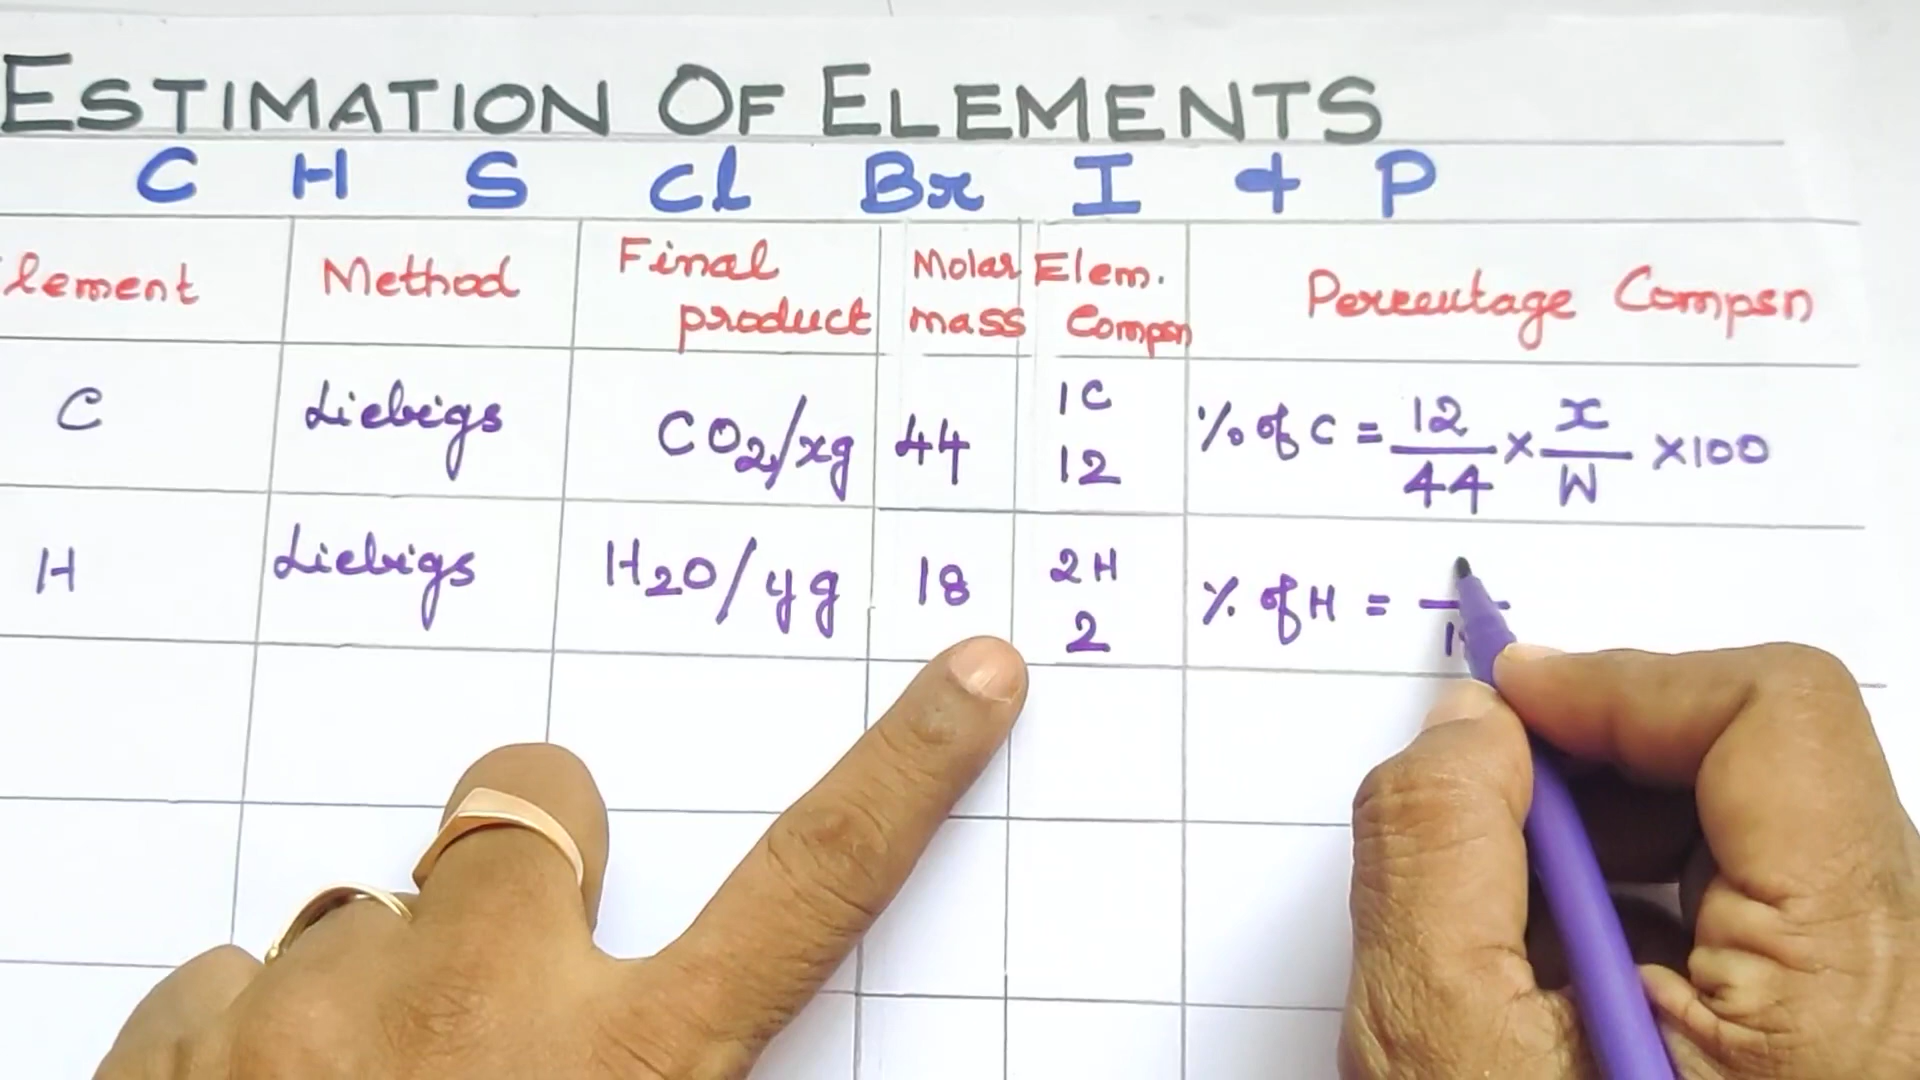 ESTIMATION OF ELEMENTS
C H S Cl Br I & P
lement Method Final product Molar mass Elem. Compsn Percentage Compsn
C Liebigs CO2/xg 44 1C 12 % of C = 12/44 × x/W ×100
H Liebigs H2O/yg 18 2H 2 % of H =